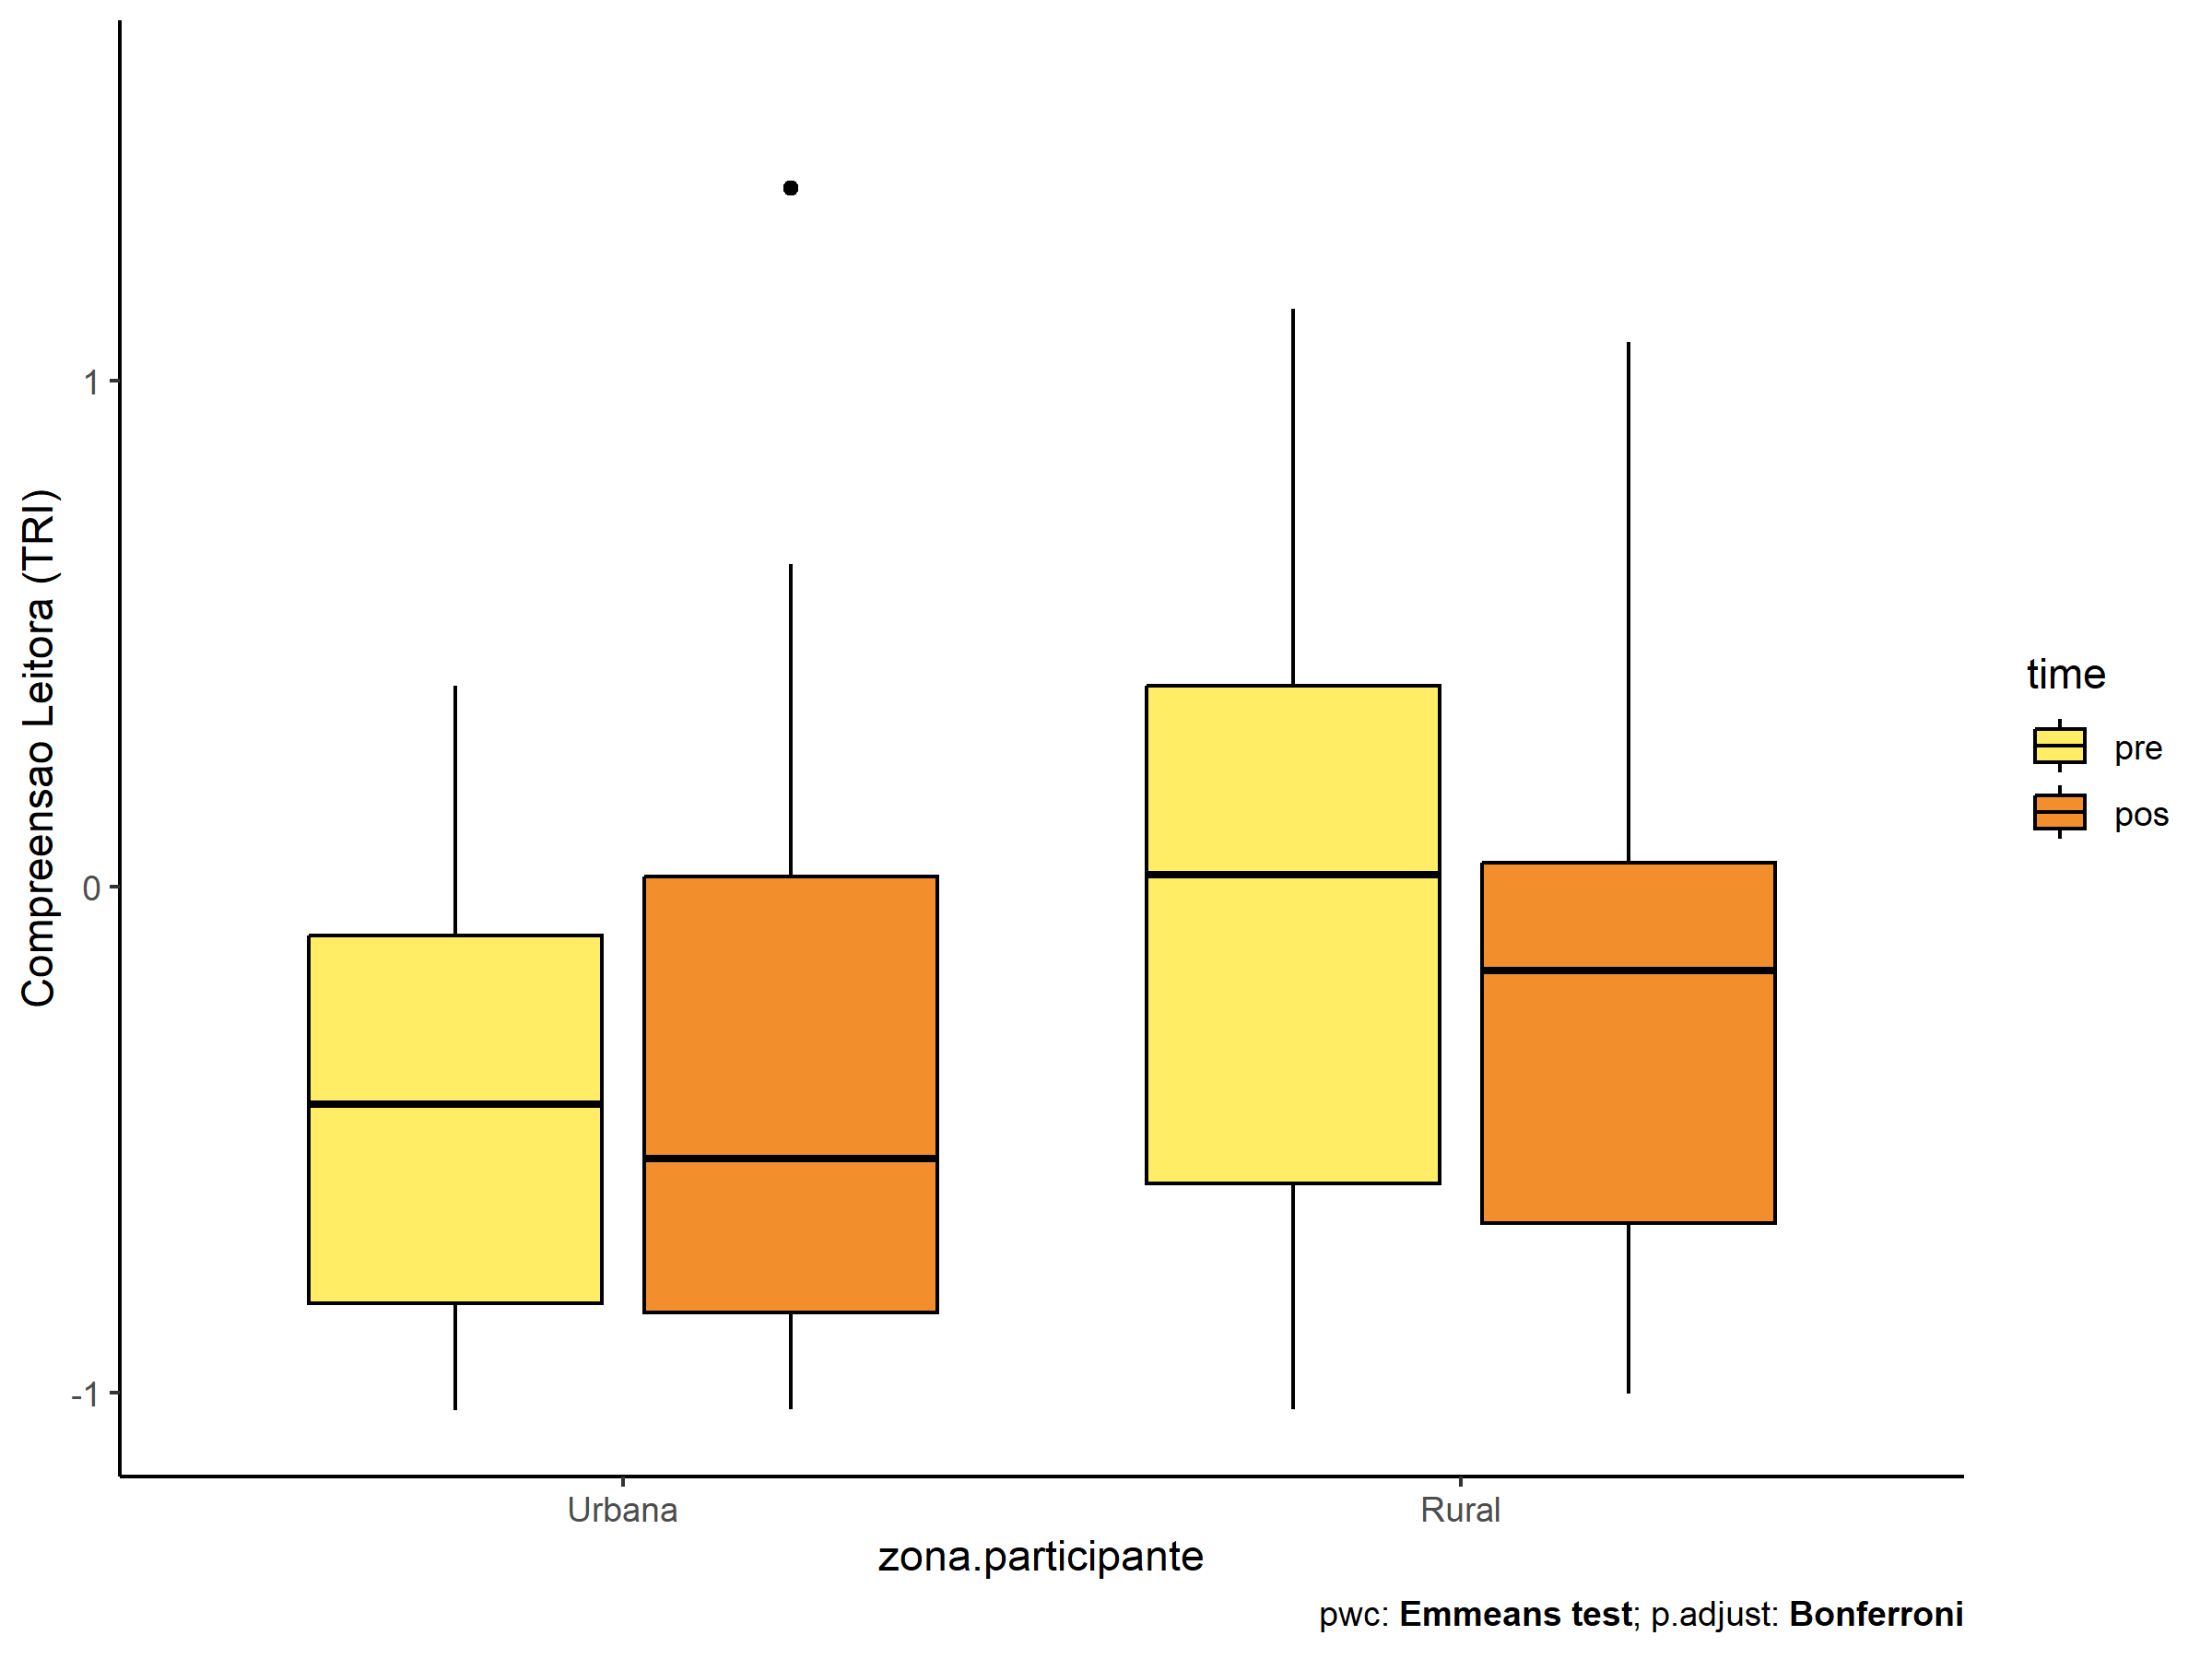 Compreensao Leitora (TRI)
1
0
-1
Urbana
Rural
zona.participante
time
pre
pos
pwc: Emmeans test; p.adjust: Bonferroni